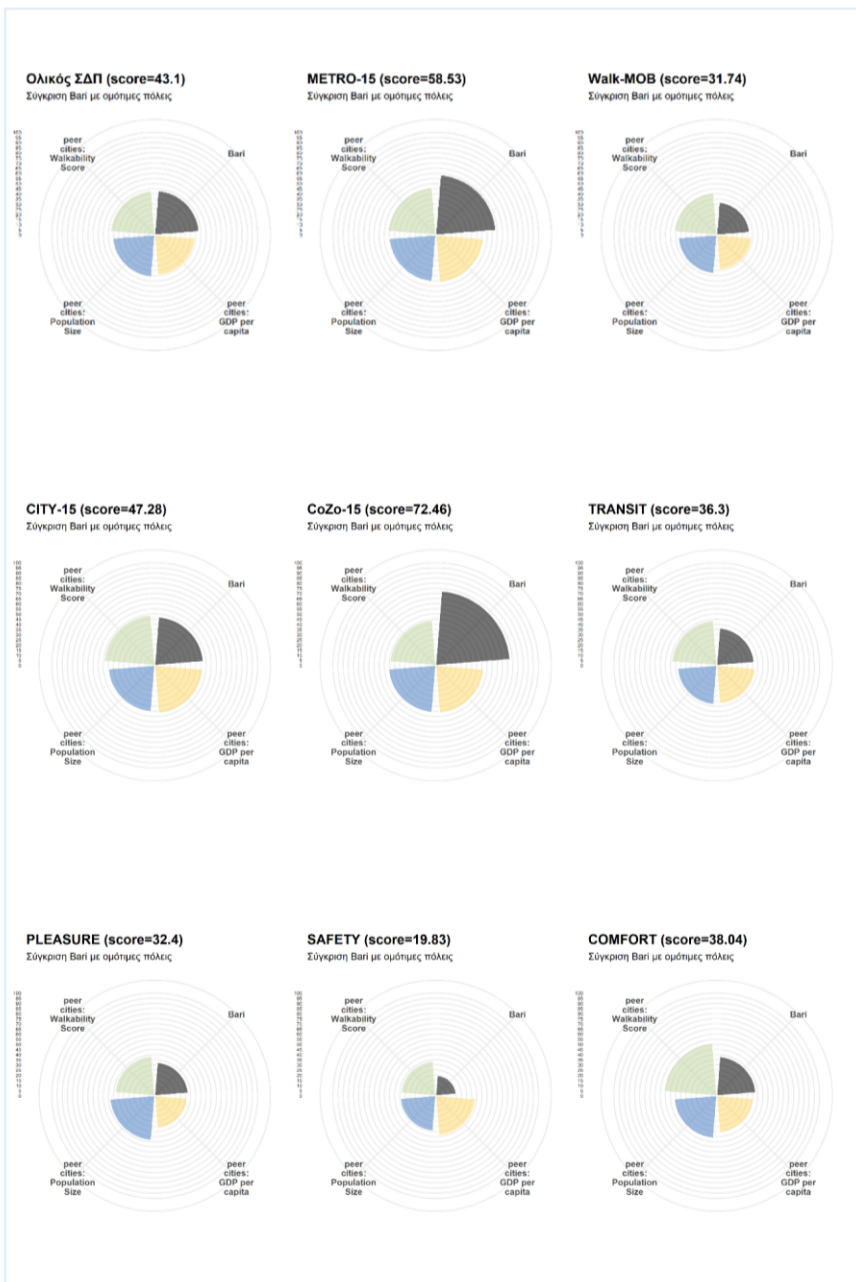 Ολικός ΣΔΠ (score=43.1)
Σύγκριση Bari με ομότιμες πόλεις
peer
cities:
Walkability
Score
Bari
peer
cities:
Population
Size
peer
cities:
GDP per
capita
METRO-15 (score=58.53)
Σύγκριση Bari με ομότιμες πόλεις
peer
cities:
Walkability
Score
Bari
peer
cities:
Population
Size
peer
cities:
GDP per
capita
Walk-MOB (score=31.74)
Σύγκριση Bari με ομότιμες πόλεις
peer
cities:
Walkability
Score
Bari
peer
cities:
Population
Size
peer
cities:
GDP per
capita
CITY-15 (score=47.28)
Σύγκριση Bari με ομότιμες πόλεις
peer
cities:
Walkability
Score
Bari
peer
cities:
Population
Size
peer
cities:
GDP per
capita
CoZo-15 (score=72.46)
Σύγκριση Bari με ομότιμες πόλεις
peer
cities:
Walkability
Score
Bari
peer
cities:
Population
Size
peer
cities:
GDP per
capita
TRANSIT (score=36.3)
Σύγκριση Bari με ομότιμες πόλεις
peer
cities:
Walkability
Score
Bari
peer
cities:
Population
Size
peer
cities:
GDP per
capita
PLEASURE (score=32.4)
Σύγκριση Bari με ομότιμες πόλεις
peer
cities:
Walkability
Score
Bari
peer
cities:
Population
Size
peer
cities:
GDP per
capita
SAFETY (score=19.83)
Σύγκριση Bari με ομότιμες πόλεις
peer
cities:
Walkability
Score
Bari
peer
cities:
Population
Size
peer
cities:
GDP per
capita
COMFORT (score=38.04)
Σύγκριση Bari με ομότιμες πόλεις
peer
cities:
Walkability
Score
Bari
peer
cities:
Population
Size
peer
cities:
GDP per
capita